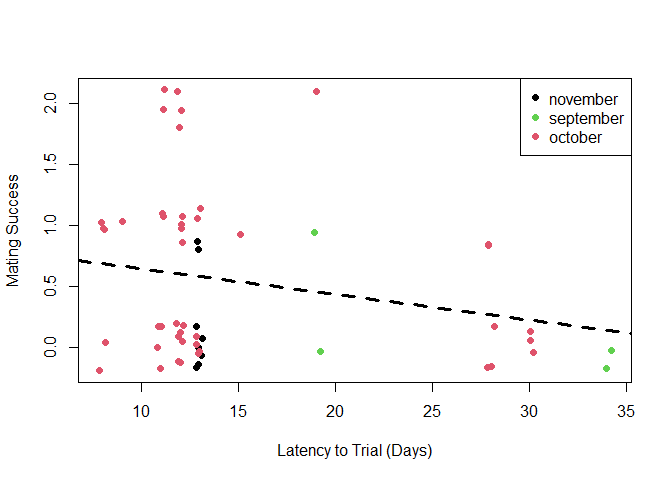 november
september
october
Mating Success
2.0
1.5
1.0
0.5
0.0
10 15 20 25 30 35
Latency to Trial (Days)